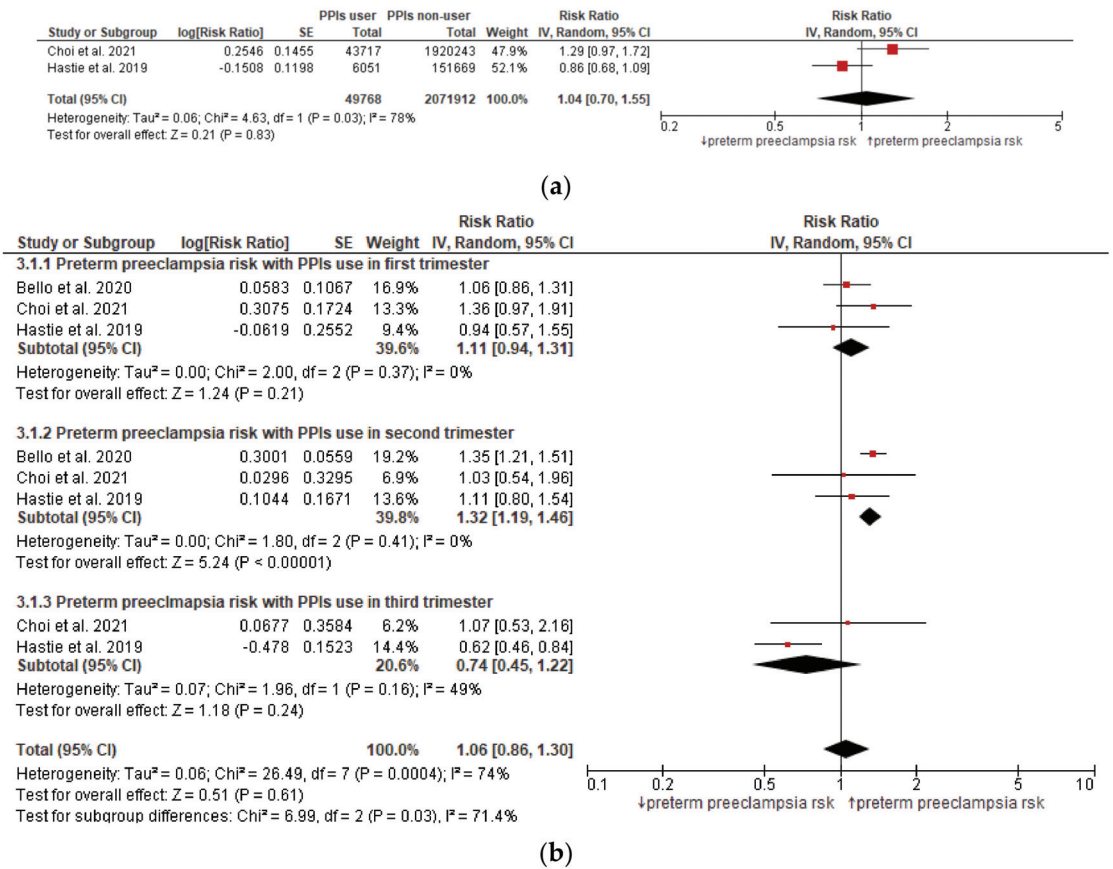 PPIs user PPIs non-user Risk Ratio Risk Ratio
Study or Subgroup log[Risk Ratio] SE Total Total Weight IV, Random, 95% CI IV, Random, 95% CI
Choi et al. 2021 0.2546 0.1455 43717 1920243 47.9% 1.29 [0.97, 1.72]
Hastie et al. 2019 -0.1508 0.1198 6051 151669 52.1% 0.86 [0.68, 1.09]
Total (95% CI) 49768 2071912 100.0% 1.04 [0.70, 1.55]
Heterogeneity: Tau² = 0.06; Chi² = 4.63, df = 1 (P = 0.03); I² = 78%
Test for overall effect: Z = 0.21 (P = 0.83)
0.2 0.5 1 2 5
↓preterm preeclampsia rsk ↑preterm preeclampsia rsk
(a)
Risk Ratio Risk Ratio
Study or Subgroup log[Risk Ratio] SE Weight IV, Random, 95% CI IV, Random, 95% CI
3.1.1 Preterm preeclampsia risk with PPIs use in first trimester
Bello et al. 2020 0.0583 0.1067 16.9% 1.06 [0.86, 1.31]
Choi et al. 2021 0.3075 0.1724 13.3% 1.36 [0.97, 1.91]
Hastie et al. 2019 -0.0619 0.2552 9.4% 0.94 [0.57, 1.55]
Subtotal (95% CI) 39.6% 1.11 [0.94, 1.31]
Heterogeneity: Tau² = 0.00; Chi² = 2.00, df = 2 (P = 0.37); I² = 0%
Test for overall effect: Z = 1.24 (P = 0.21)
3.1.2 Preterm preeclampsia risk with PPIs use in second trimester
Bello et al. 2020 0.3001 0.0559 19.2% 1.35 [1.21, 1.51]
Choi et al. 2021 0.0296 0.3295 6.9% 1.03 [0.54, 1.96]
Hastie et al. 2019 0.1044 0.1671 13.6% 1.11 [0.80, 1.54]
Subtotal (95% CI) 39.8% 1.32 [1.19, 1.46]
Heterogeneity: Tau² = 0.00; Chi² = 1.80, df = 2 (P = 0.41); I² = 0%
Test for overall effect: Z = 5.24 (P < 0.00001)
3.1.3 Preterm preeclmapsia risk with PPIs use in third trimester
Choi et al. 2021 0.0677 0.3584 6.2% 1.07 [0.53, 2.16]
Hastie et al. 2019 -0.478 0.1523 14.4% 0.62 [0.46, 0.84]
Subtotal (95% CI) 20.6% 0.74 [0.45, 1.22]
Heterogeneity: Tau² = 0.07; Chi² = 1.96, df = 1 (P = 0.16); I² = 49%
Test for overall effect: Z = 1.18 (P = 0.24)
Total (95% CI) 100.0% 1.06 [0.86, 1.30]
Heterogeneity: Tau² = 0.06; Chi² = 26.49, df = 7 (P = 0.0004); I² = 74%
Test for overall effect: Z = 0.51 (P = 0.61)
Test for subgroup differences: Chi² = 6.99, df = 2 (P = 0.03), I² = 71.4%
0.1 0.2 0.5 1 2 5 10
↓preterm preeclampsia rsk ↑preterm preeclampsia rsk
(b)